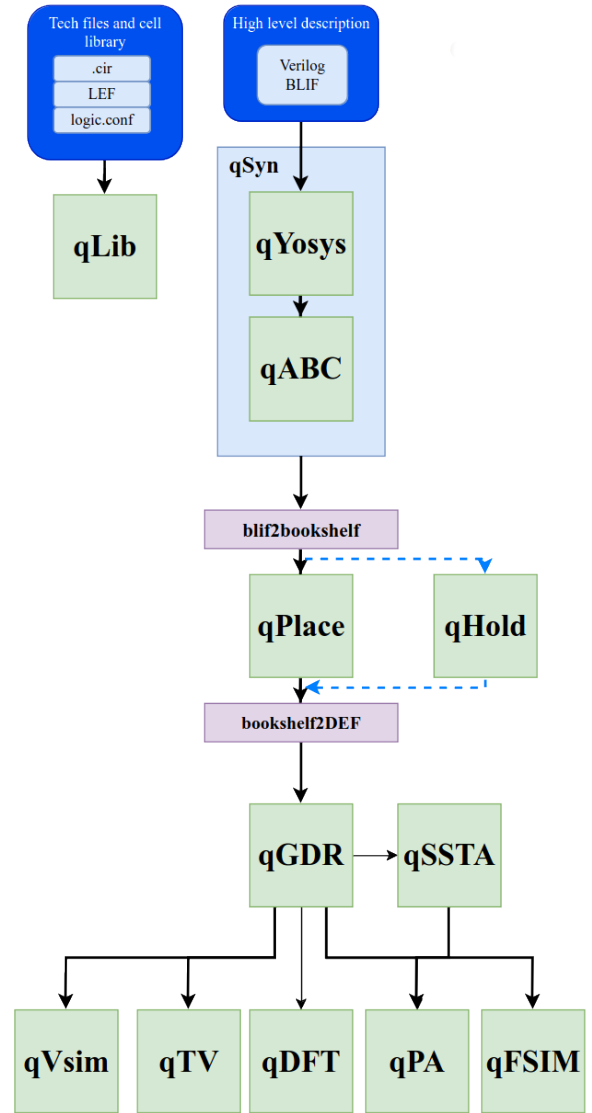 Tech files and cell
library
.cir
LEF
logic.conf
High level description
Verilog
BLIF
qSyn
qLib
qYosys
qABC
blif2bookshelf
qPlace
qHold
bookshelf2DEF
qGDR
qSSTA
qVsim
qTV
qDFT
qPA
qFSIM